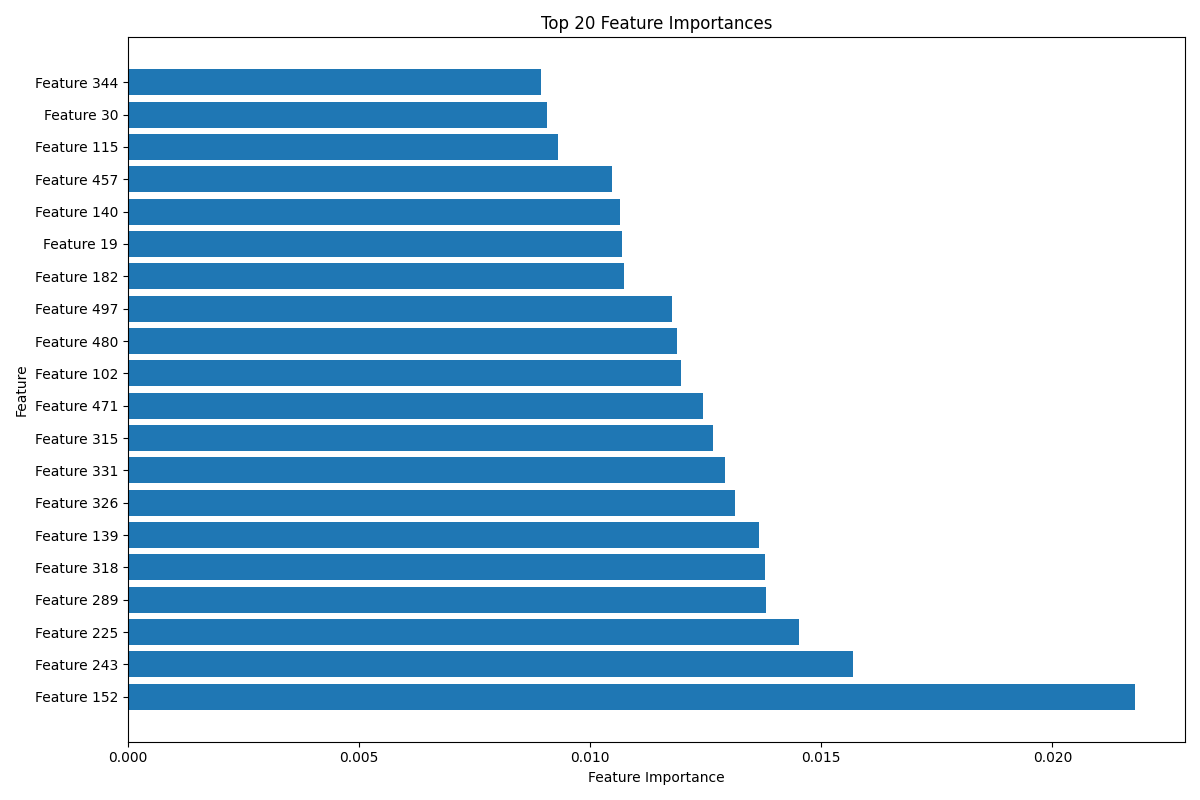 Top 20 Feature Importances
Feature 344
Feature 30
Feature 115
Feature 457
Feature 140
Feature 19
Feature 182
Feature 497
Feature 480
Feature 102
Feature 471
Feature 315
Feature 331
Feature 326
Feature 139
Feature 318
Feature 289
Feature 225
Feature 243
Feature 152
Feature
0.000 0.005 0.010 0.015 0.020
Feature Importance